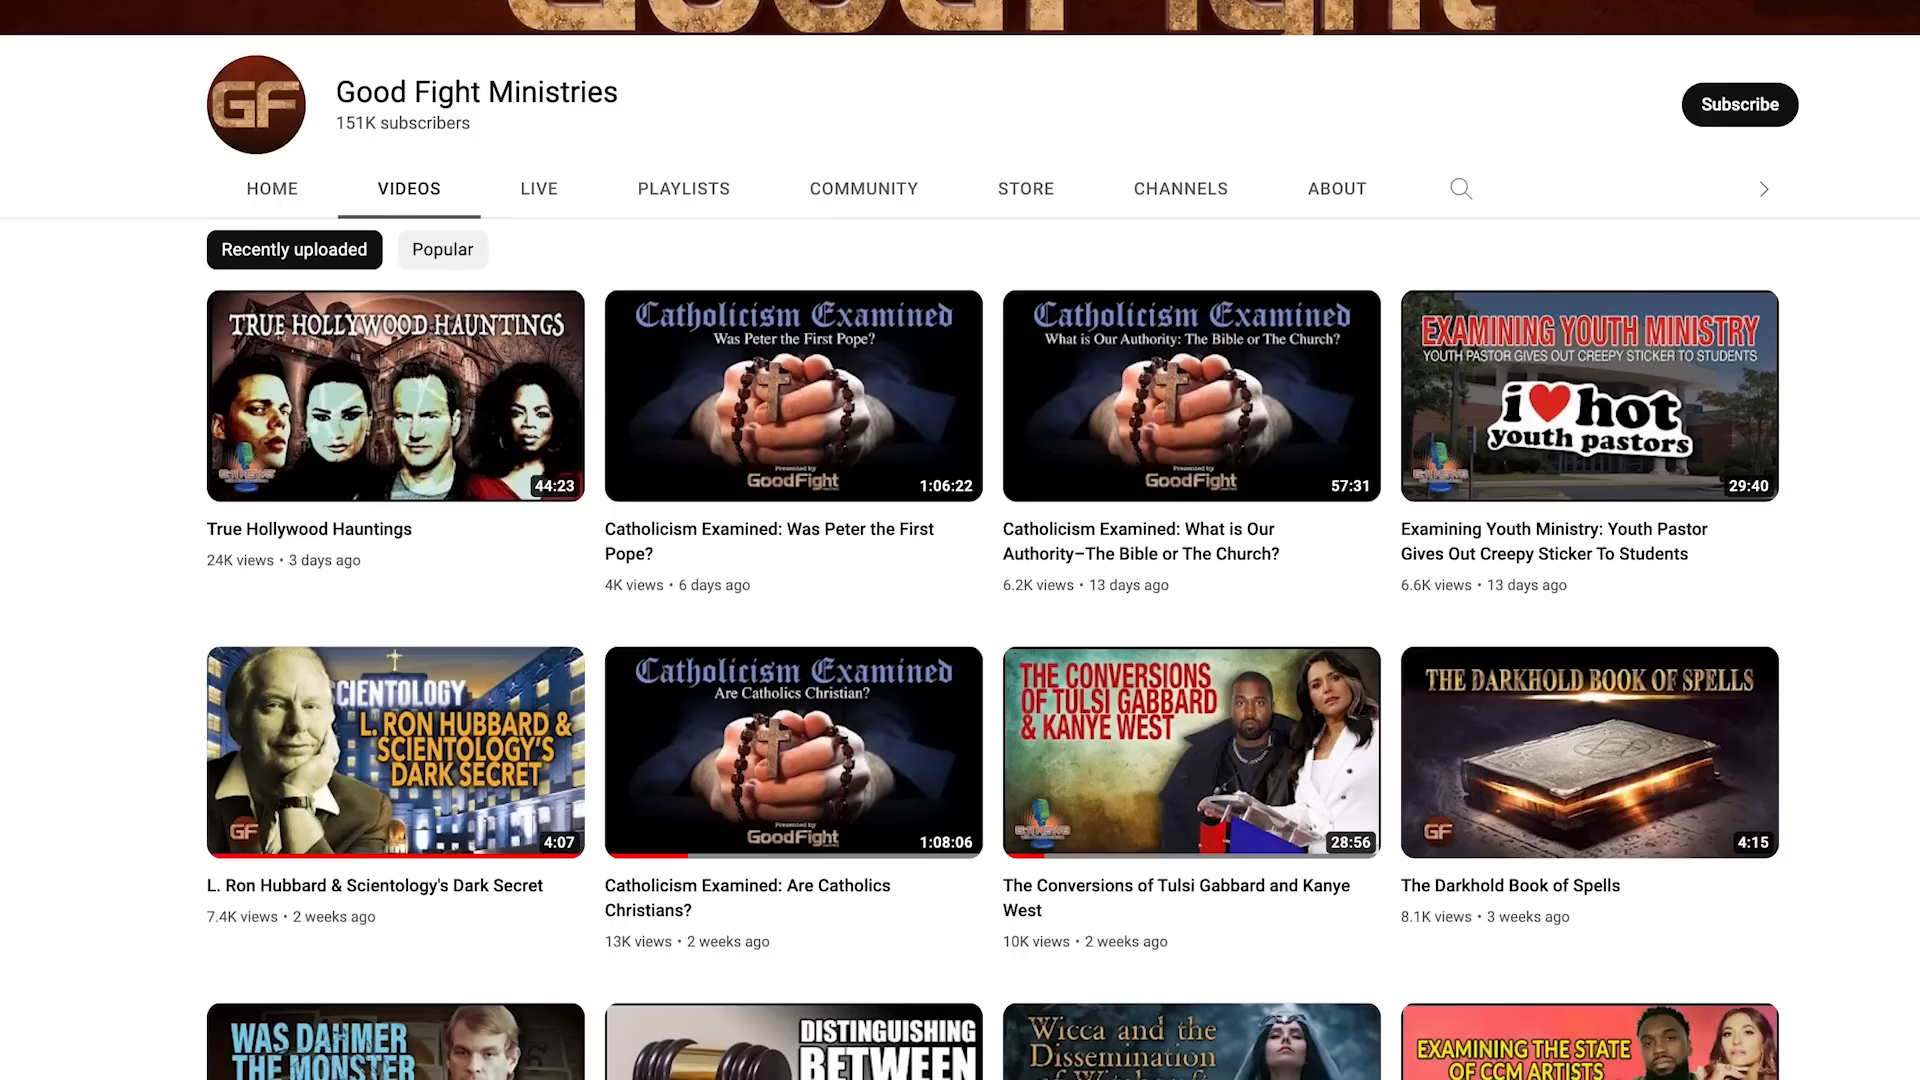 GoodFight
GF
Good Fight Ministries
151K subscribers
Subscribe
HOME
VIDEOS
LIVE
PLAYLISTS
COMMUNITY
STORE
CHANNELS
ABOUT
Recently uploaded
Popular
TRUE HOLLYWOOD HAUNTINGS
44:23
True Hollywood Hauntings
24K views • 3 days ago
Catholicism Examined
Was Peter the First Pope?
Presented by
GoodFight
1:06:22
Catholicism Examined: Was Peter the First
Pope?
4K views • 6 days ago
Catholicism Examined
What is Our Authority: The Bible or The Church?
Presented by
GoodFight
57:31
Catholicism Examined: What is Our
Authority–The Bible or The Church?
6.2K views • 13 days ago
EXAMINING YOUTH MINISTRY
YOUTH PASTOR GIVES OUT CREEPY STICKER TO STUDENTS
i hot
youth pastors
29:40
Examining Youth Ministry: Youth Pastor
Gives Out Creepy Sticker To Students
6.6K views • 13 days ago
SCIENTOLOGY
L. RON HUBBARD &
SCIENTOLOGY'S
DARK SECRET
GF
4:07
L. Ron Hubbard & Scientology's Dark Secret
7.4K views • 2 weeks ago
Catholicism Examined
Are Catholics Christian?
Presented by
GoodFight
1:08:06
Catholicism Examined: Are Catholics
Christians?
13K views • 2 weeks ago
THE CONVERSIONS
OF TULSI GABBARD
& KANYE WEST
28:56
The Conversions of Tulsi Gabbard and Kanye
West
10K views • 2 weeks ago
THE DARKHOLD BOOK OF SPELLS
GF
4:15
The Darkhold Book of Spells
8.1K views • 3 weeks ago
WAS DAHMER
THE MONSTER
DISTINGUISHING
BETWEEN
Wicca and the
Dissemination
of Witchcraft
EXAMINING THE STATE
OF CCM ARTISTS